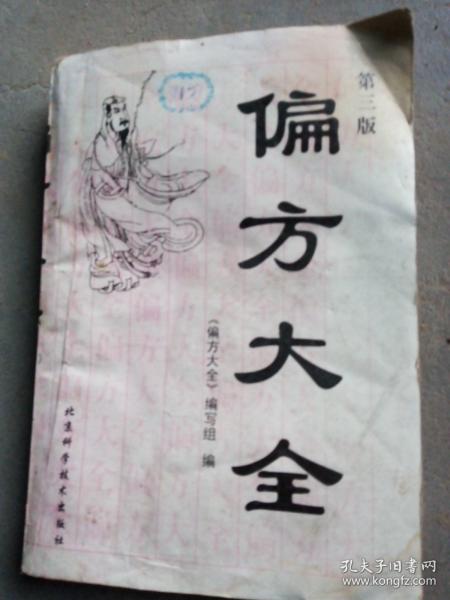 第三版
偏方大全
《偏方大全》编写组 编
北京科学技术出版社
孔夫子旧书网
www.kongfz.com